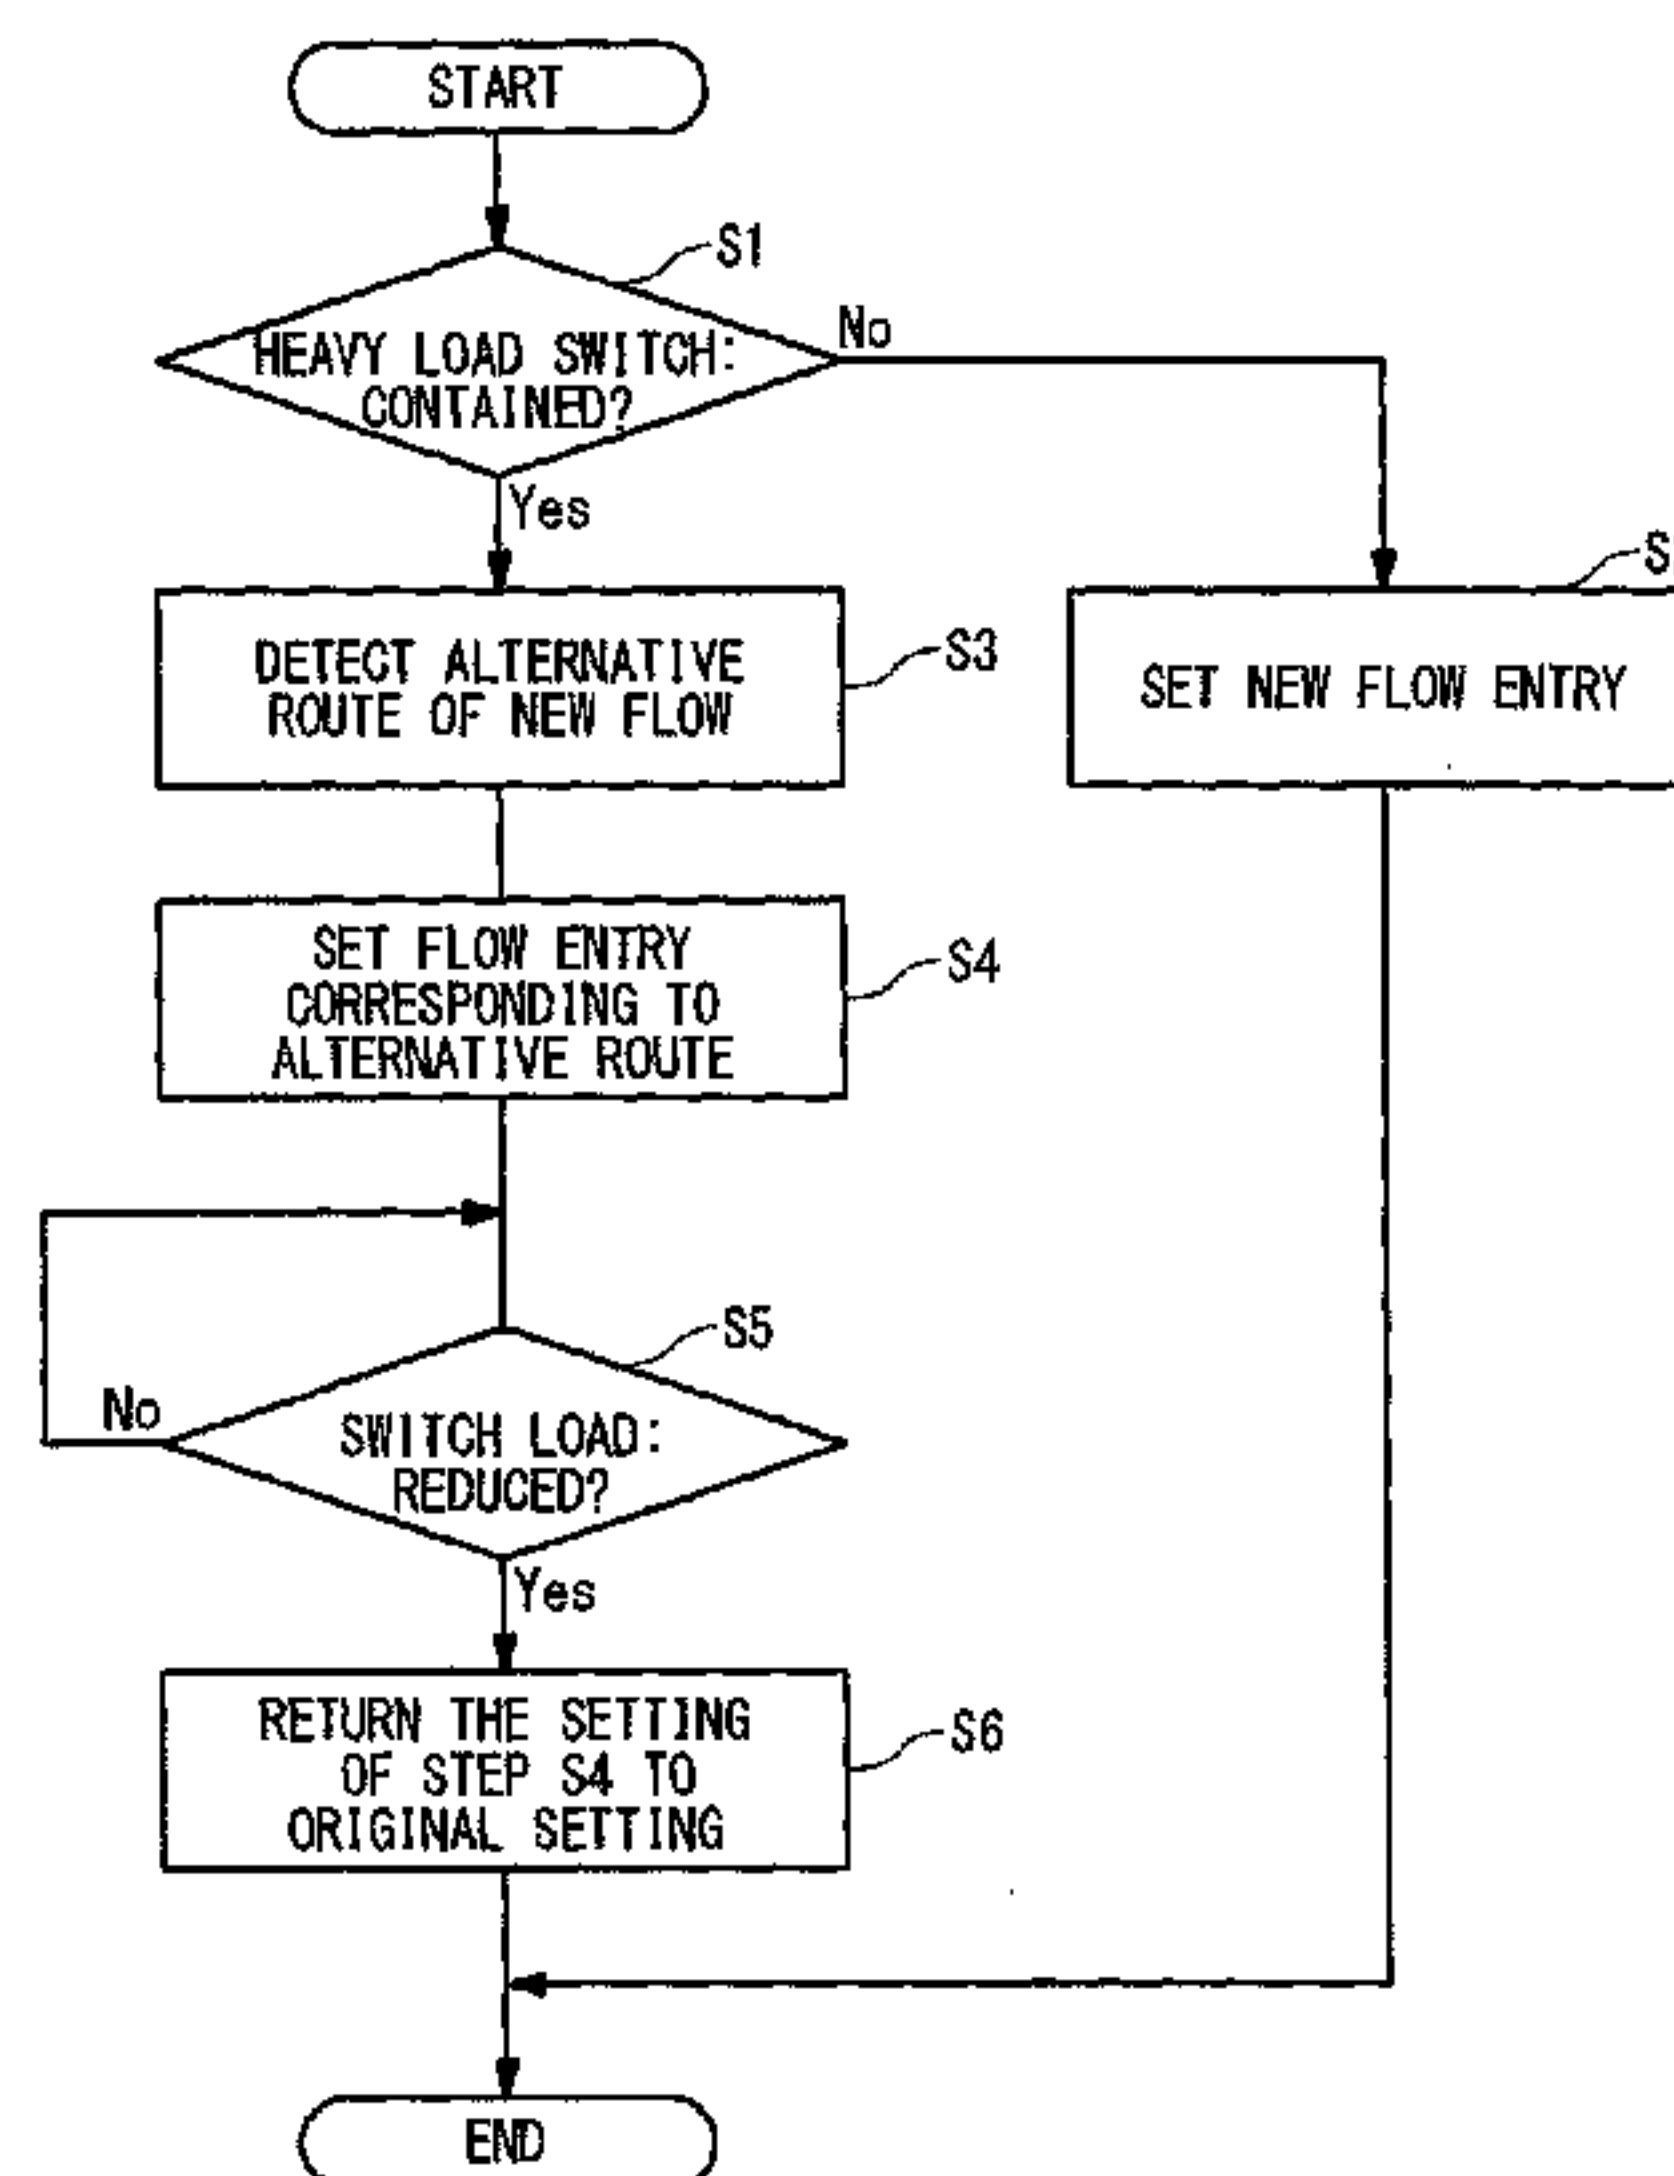 START
S1
HEAVY LOAD SWITCH:
CONTAINED?
No
Yes
DETECT ALTERNATIVE
ROUTE OF NEW FLOW
S3
SET NEW FLOW ENTRY
SET FLOW ENTRY
CORRESPONDING TO
ALTERNATIVE ROUTE
S4
S5
SWITCH LOAD:
REDUCED?
No
Yes
RETURN THE SETTING
OF STEP S4 TO
ORIGINAL SETTING
S6
END